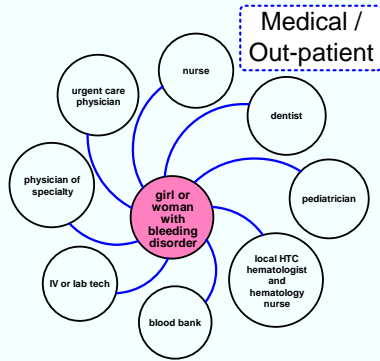 Medical /
Out-patient
nurse
urgent care
physician
dentist
physician of
specialty
girl or
woman
with
bleeding
disorder
pediatrician
IV or lab tech
local HTC
hematologist
and
hematology
nurse
blood bank